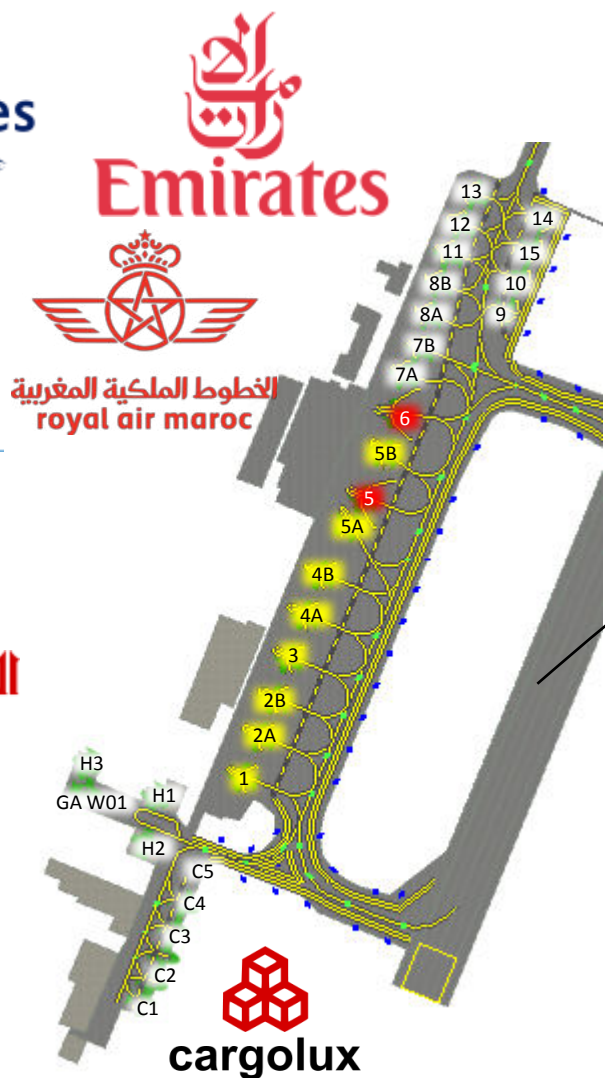 es
امارات
Emirates
الخطوط الملكية المغربية
royal air maroc
13
14
12
11
15
8B
10
8A
9
7B
7A
6
5B
5
5A
4B
4A
3
2B
2A
1
H3
H1
GA W01
H2
C5
C4
C3
C2
C1
cargolux